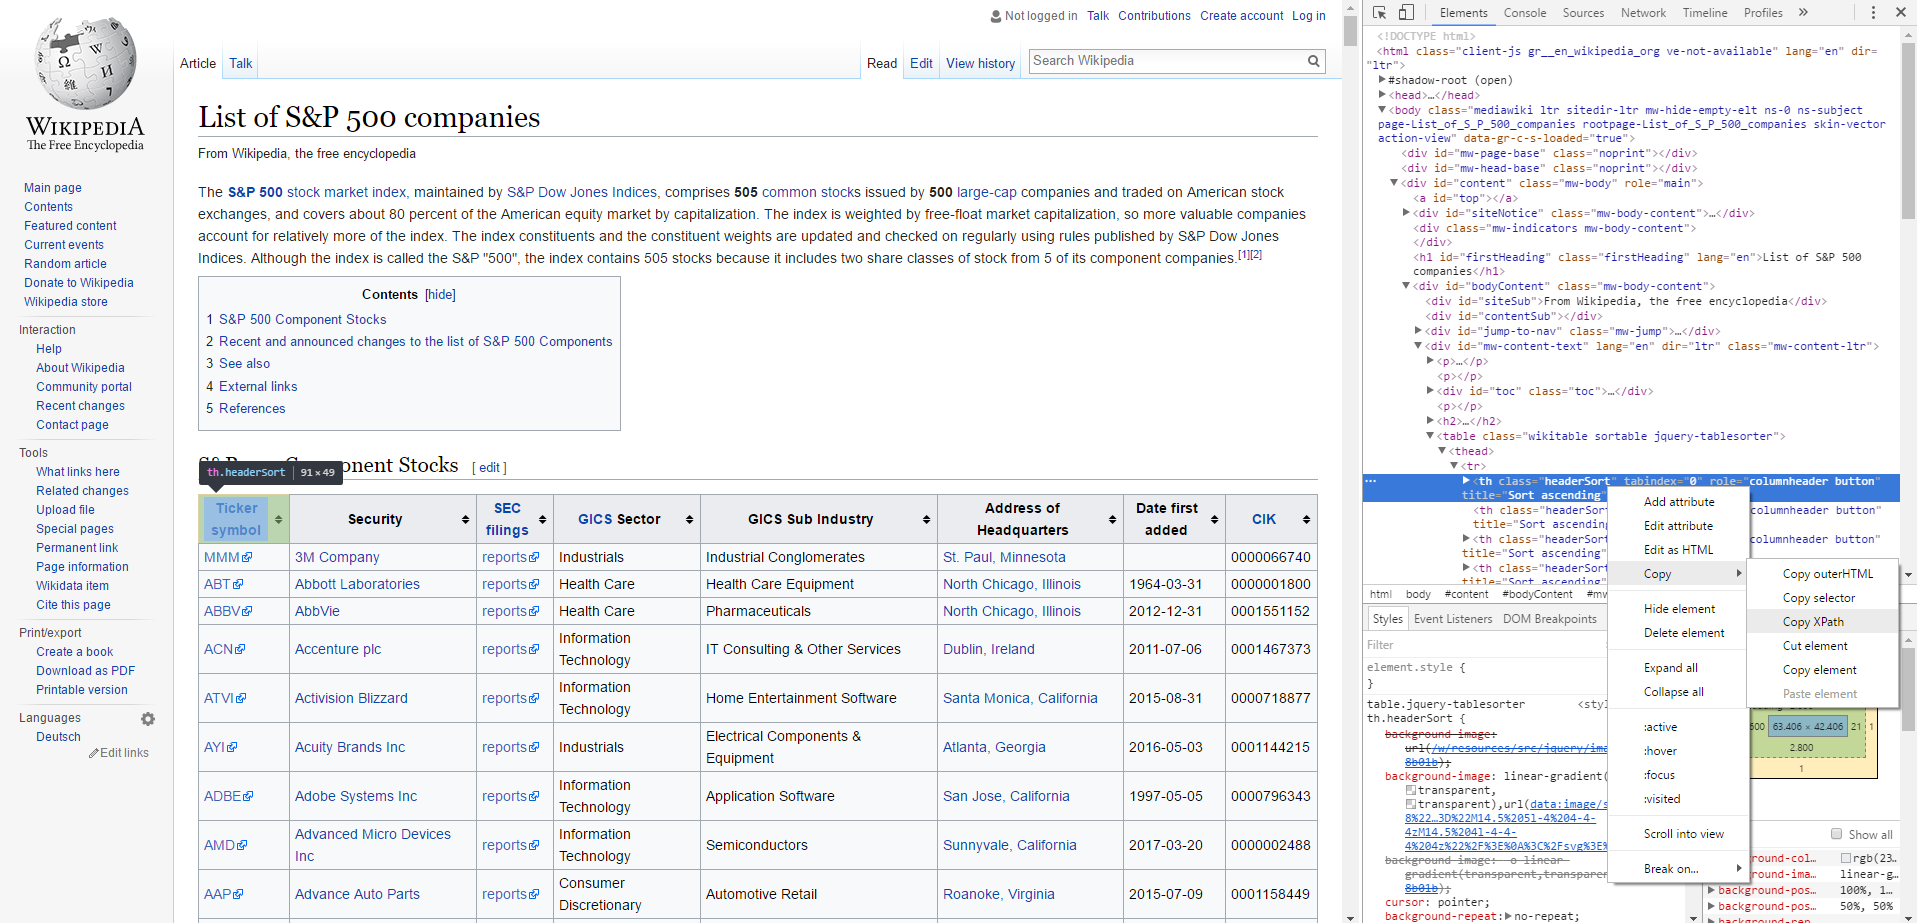 WIKIPEDIA
The Free Encyclopedia
Main page
Contents
Featured content
Current events
Random article
Donate to Wikipedia
Wikipedia store
Interaction
Help
About Wikipedia
Community portal
Recent changes
Contact page
Tools
What links here
Related changes
Upload file
Special pages
Permanent link
Page information
Wikidata item
Cite this page
Print/export
Create a book
Download as PDF
Printable version
Languages
Deutsch
Edit links
Not logged in Talk Contributions Create account Log in
Article Talk Read Edit View history Search Wikipedia
List of S&P 500 companies
From Wikipedia, the free encyclopedia
The S&P 500 stock market index, maintained by S&P Dow Jones Indices, comprises 505 common stocks issued by 500 large-cap companies and traded on American stock
exchanges, and covers about 80 percent of the American equity market by capitalization. The index is weighted by free-float market capitalization, so more valuable companies
account for relatively more of the index. The index constituents and the constituent weights are updated and checked on regularly using rules published by S&P Dow Jones
Indices. Although the index is called the S&P "500", the index contains 505 stocks because it includes two share classes of stock from 5 of its component companies.[1][2]
Contents [hide]
1 S&P 500 Component Stocks
2 Recent and announced changes to the list of S&P 500 Components
3 See also
4 External links
5 References
Component Stocks [ edit ]
th.headerSort | 91 × 49
Ticker symbol Security SEC filings GICS Sector GICS Sub Industry Address of Headquarters Date first added CIK
MMM 3M Company reports Industrials Industrial Conglomerates St. Paul, Minnesota 0000066740
ABT Abbott Laboratories reports Health Care Health Care Equipment North Chicago, Illinois 1964-03-31 0000001800
ABBV AbbVie reports Health Care Pharmaceuticals North Chicago, Illinois 2012-12-31 0001551152
ACN Accenture plc reports Information Technology IT Consulting & Other Services Dublin, Ireland 2011-07-06 0001467373
ATVI Activision Blizzard reports Information Technology Home Entertainment Software Santa Monica, California 2015-08-31 0000718877
AYI Acuity Brands Inc reports Industrials Electrical Components & Equipment Atlanta, Georgia 2016-05-03 0001144215
ADBE Adobe Systems Inc reports Information Technology Application Software San Jose, California 1997-05-05 0000796343
AMD Advanced Micro Devices Inc reports Information Technology Semiconductors Sunnyvale, California 2017-03-20 0000002488
AAP Advance Auto Parts reports Consumer Discretionary Automotive Retail Roanoke, Virginia 2015-07-09 0001158449
Elements Console Sources Network Timeline Profiles »
<!DOCTYPE html>
<html class="client-js gr__en_wikipedia_org ve-not-available" lang="en" dir=
"ltr">
#shadow-root (open)
<head>…</head>
<body class="mediawiki ltr sitedir-ltr mw-hide-empty-elt ns-0 ns-subject
page-List_of_S_P_500_companies rootpage-List_of_S_P_500_companies skin-vector
action-view" data-gr-c-s-loaded="true">
<div id="mw-page-base" class="noprint"></div>
<div id="mw-head-base" class="noprint"></div>
<div id="content" class="mw-body" role="main">
<a id="top"></a>
<div id="siteNotice" class="mw-body-content">…</div>
<div class="mw-indicators mw-body-content">
</div>
<h1 id="firstHeading" class="firstHeading" lang="en">List of S&P 500
companies</h1>
<div id="bodyContent" class="mw-body-content">
<div id="siteSub">From Wikipedia, the free encyclopedia</div>
<div id="contentSub"></div>
<div id="jump-to-nav" class="mw-jump">…</div>
<div id="mw-content-text" lang="en" dir="ltr" class="mw-content-ltr">
<p>…</p>
<p></p>
<div id="toc" class="toc">…</div>
<p></p>
<h2>…</h2>
<table class="wikitable sortable jquery-tablesorter">
<thead>
<tr>
<th class="headerSort" tabindex="0" role="columnheader button"
title="Sort ascending"
<th class="headerSor columnheader button"
title="Sort ascending"
<th class="headerSor columnheader button"
title="Sort ascending"
<th class="headerSor columnheader button"
title="Sort ascending"
html body #content #bodyContent #mw
Styles Event Listeners DOM Breakpoints
Filter
element.style {
}
table.jquery-tablesorter <sty
th.headerSort {
background-image:
url(/w/resources/src/jquery/ima
8b01b);
background-image: linear-gradient(
transparent,
transparent),url(data:image/s
8%22…3D%22M14.5%205l-4%204-4-
4zM14.5%204l-4-4-
4%204z%22%2F%3E%0A%3C%2Fsvg%3E%
background-image: -o-linear-
gradient(transparent,transparen
8b01b);
cursor: pointer;
background-repeat: no-repeat;
Add attribute
Edit attribute
Edit as HTML
Copy
Hide element
Delete element
Expand all
Collapse all
:active
:hover
:focus
:visited
Scroll into view
Break on...
Copy outerHTML
Copy selector
Copy XPath
Cut element
Copy element
Paste element
600 63.406 × 42.406 21 1
2.800
1
Show all
ground-col… rgb(23…
ground-ima… linear-g…
background-pos… 100%, 1…
background-pos… 50%, 50%